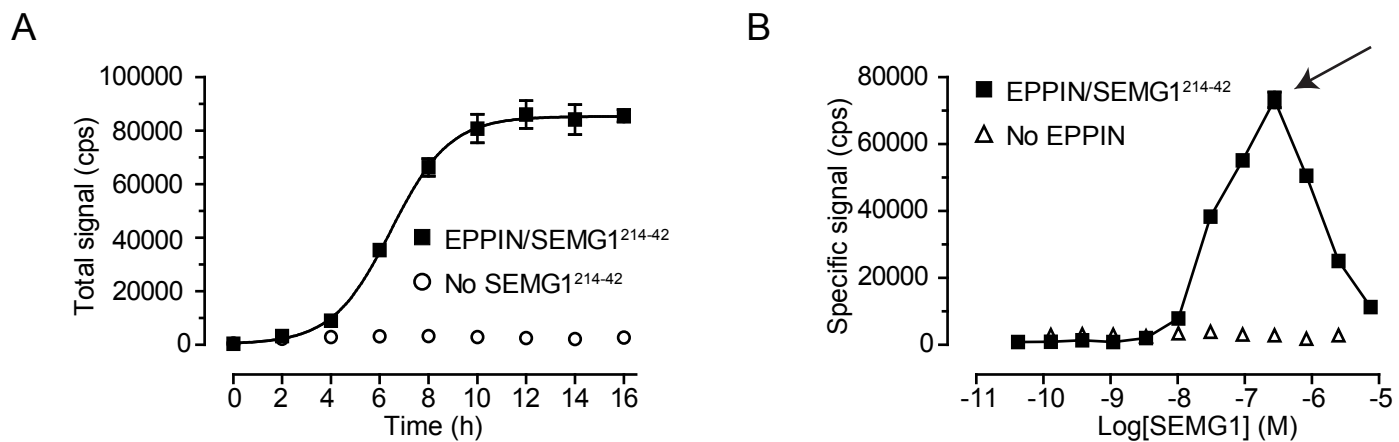 A
Total signal (cps)
100000
80000
60000
40000
20000
0
EPPIN/SEMG1²¹⁴⁻⁴²
No SEMG1²¹⁴⁻⁴²
0 2 4 6 8 10 12 14 16
Time (h)
B
Specific signal (cps)
80000
60000
40000
20000
0
EPPIN/SEMG1²¹⁴⁻⁴²
No EPPIN
-11 -10 -9 -8 -7 -6 -5
Log[SEMG1] (M)